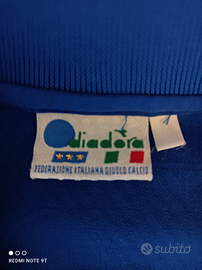 diadora
FEDERAZIONE ITALIANA GIUOCO CALCIO
REDMI NOTE 9T
subito